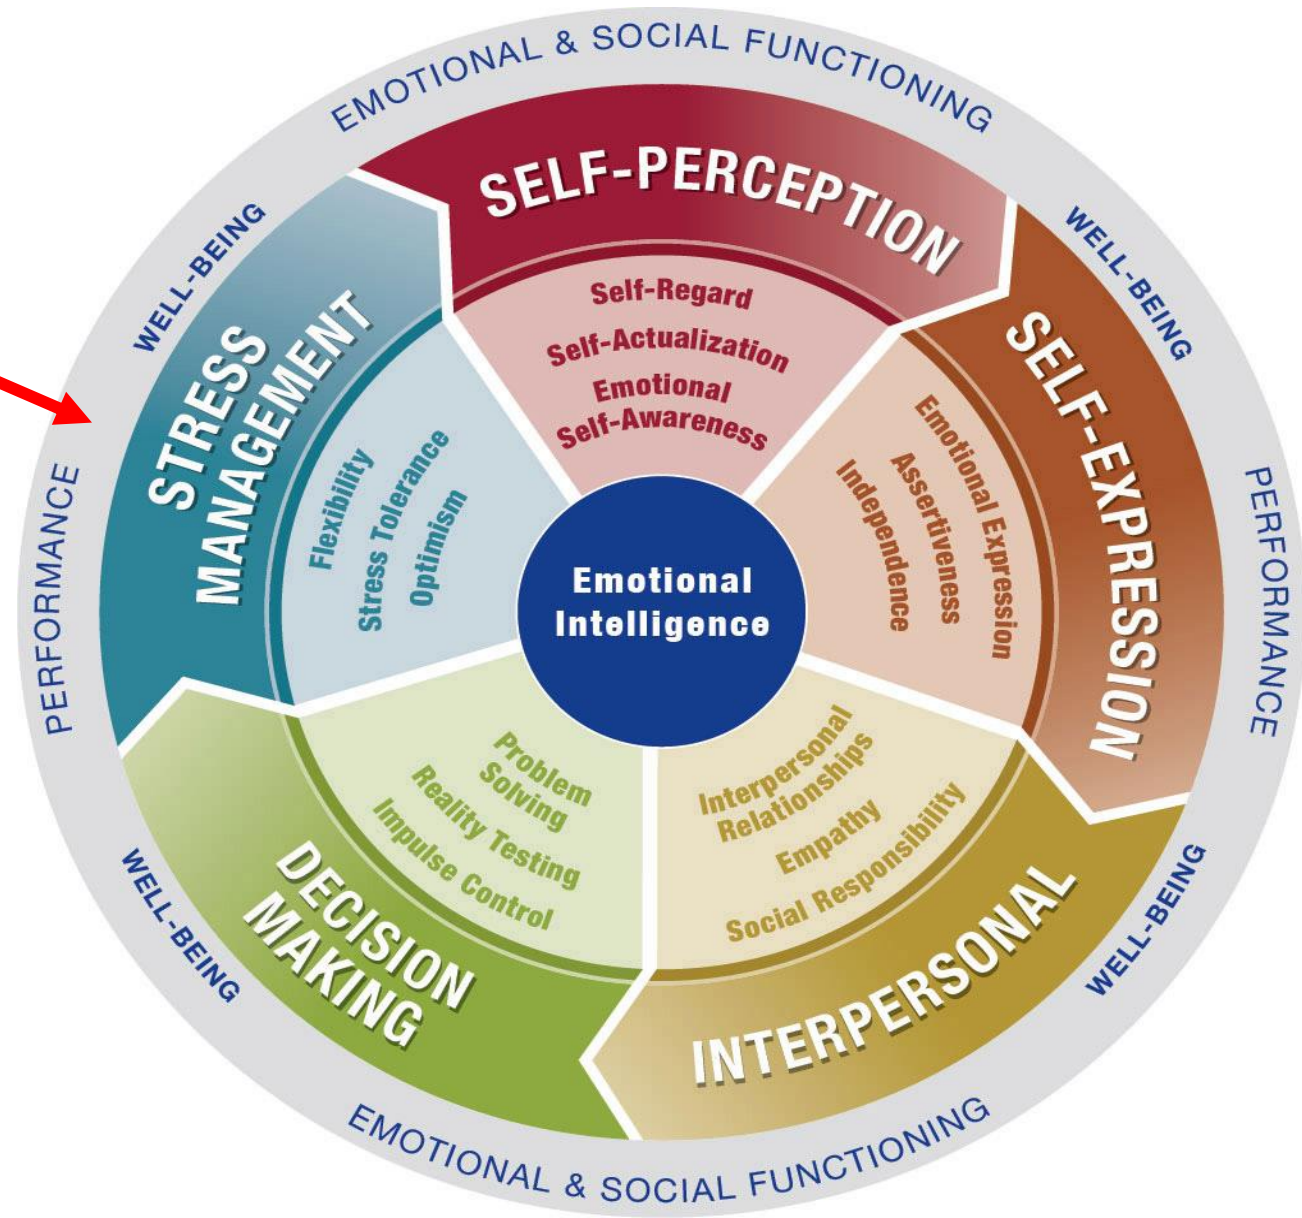 EMOTIONAL & SOCIAL FUNCTIONING
WELL-BEING
WELL-BEING
PERFORMANCE
PERFORMANCE
SELF-PERCEPTION
Self-Regard
Self-Actualization
Emotional
Self-Awareness
SELF-EXPRESSION
Emotional Expression
Assertiveness
Independence
STRESS
MANAGEMENT
Flexibility
Stress Tolerance
Optimism
Emotional
Intelligence
INTERPERSONAL
Interpersonal
Relationships
Empathy
Social Responsibility
DECISION
MAKING
Problem
Solving
Reality Testing
Impulse Control
WELL-BEING
WELL-BEING
EMOTIONAL & SOCIAL FUNCTIONING